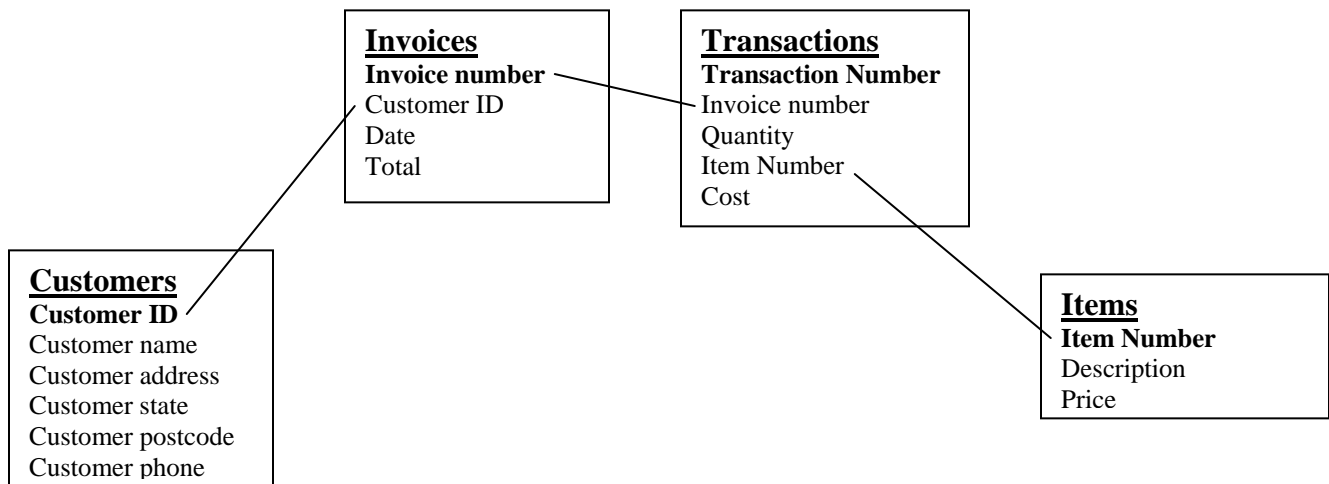 Invoices
Invoice number
Customer ID
Date
Total
Transactions
Transaction Number
Invoice number
Quantity
Item Number
Cost
Customers
Customer ID
Customer name
Customer address
Customer state
Customer postcode
Customer phone
Items
Item Number
Description
Price